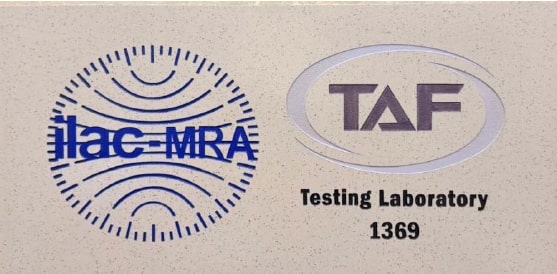 ilac-MRA
TAF
Testing Laboratory
1369